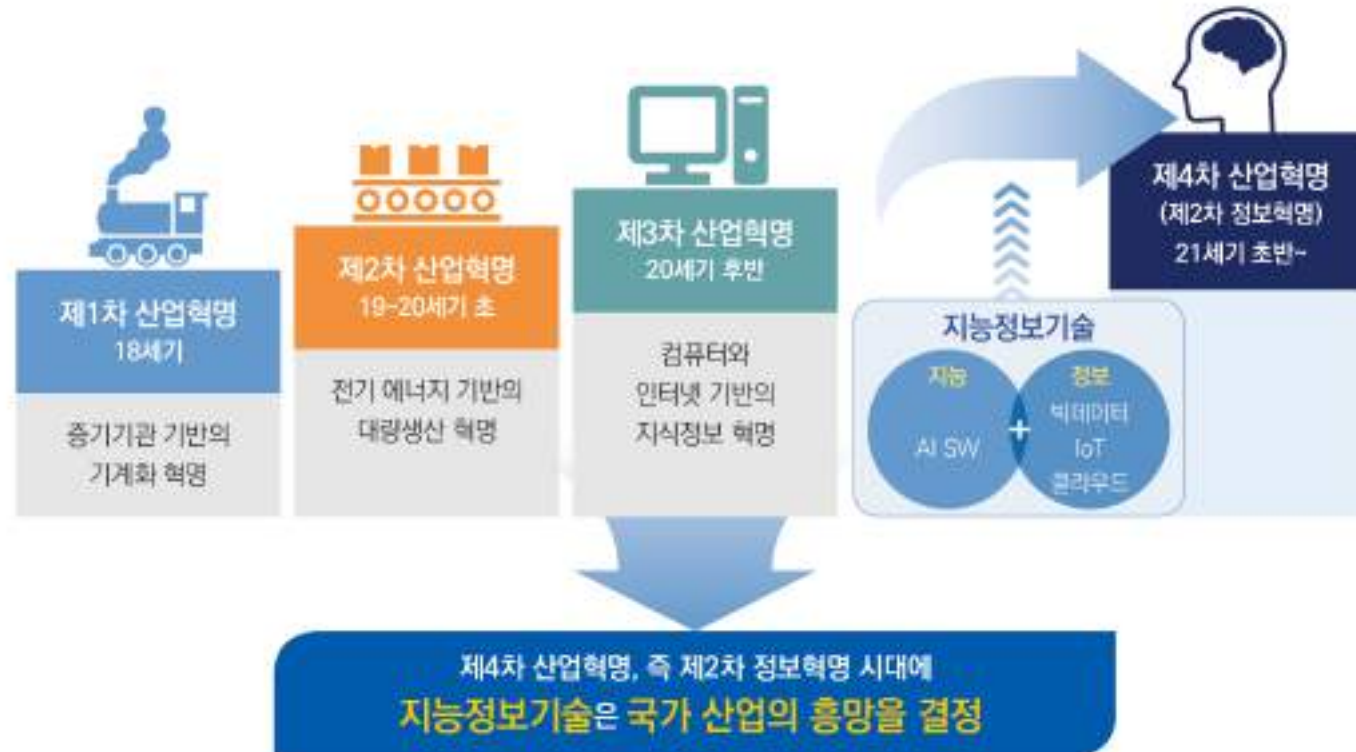 제1차 산업혁명
18세기
증기기관 기반의
기계화 혁명
제2차 산업혁명
19~20세기 초
전기 에너지 기반의
대량생산 혁명
제3차 산업혁명
20세기 후반
컴퓨터와
인터넷 기반의
지식정보 혁명
제4차 산업혁명
(제2차 정보혁명)
21세기 초반~
지능정보기술
지능
AI SW
+
정보
빅데이터
IoT
클라우드
제4차 산업혁명, 즉 제2차 정보혁명 시대에
지능정보기술은 국가 산업의 흥망을 결정